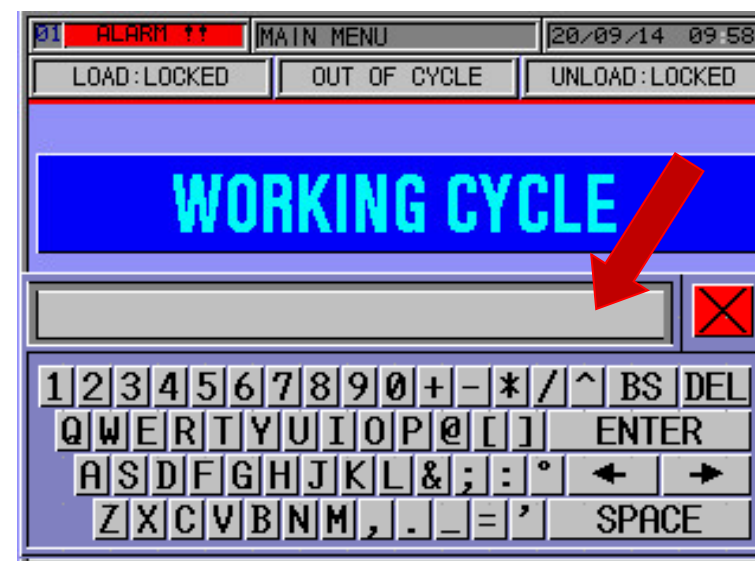 01 ALARM !! MAIN MENU 20/09/14 09:58
LOAD:LOCKED OUT OF CYCLE UNLOAD:LOCKED
WORKING CYCLE
1 2 3 4 5 6 7 8 9 0 + - * / ^ BS DEL
Q W E R T Y U I O P @ [ ] ENTER
A S D F G H J K L & ; : ° ← →
Z X C V B N M , . _ = ' SPACE